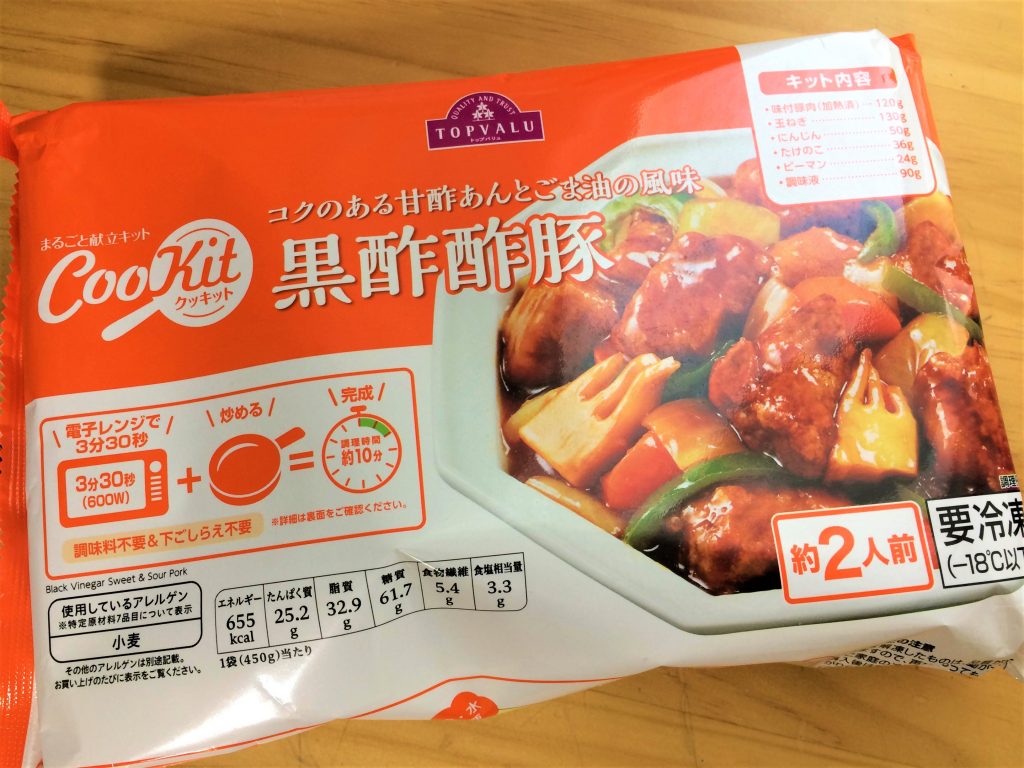 QUALITY AND TRUST
TOPVALU
トップバリュ
キット内容
・味付豚肉(加熱済) 120g
・玉ねぎ 130g
・にんじん 50g
・たけのこ 36g
・ピーマン 24g
・調味液 90g
コクのある甘酢あんとごま油の風味
黒酢酢豚
まるごと献立キット
CooKit
クッキット
電子レンジで
3分30秒
3分30秒
(600W)
+
炒める
=
完成
調理時間
約10分
※詳細は裏面をご確認ください。
調味料不要&下ごしらえ不要
約2人前
要冷凍
(−18℃以下
Black Vinegar Sweet & Sour Pork
使用しているアレルゲン
※特定原材料7品目について表示
小麦
その他のアレルゲンは別途記載。
お買い上げのたびに表示をご覧ください。
エネルギー たんぱく質 脂質 糖質 食物繊維 食塩相当量
655kcal 25.2g 32.9g 61.7g 5.4g 3.3g
1袋(450g)当たり